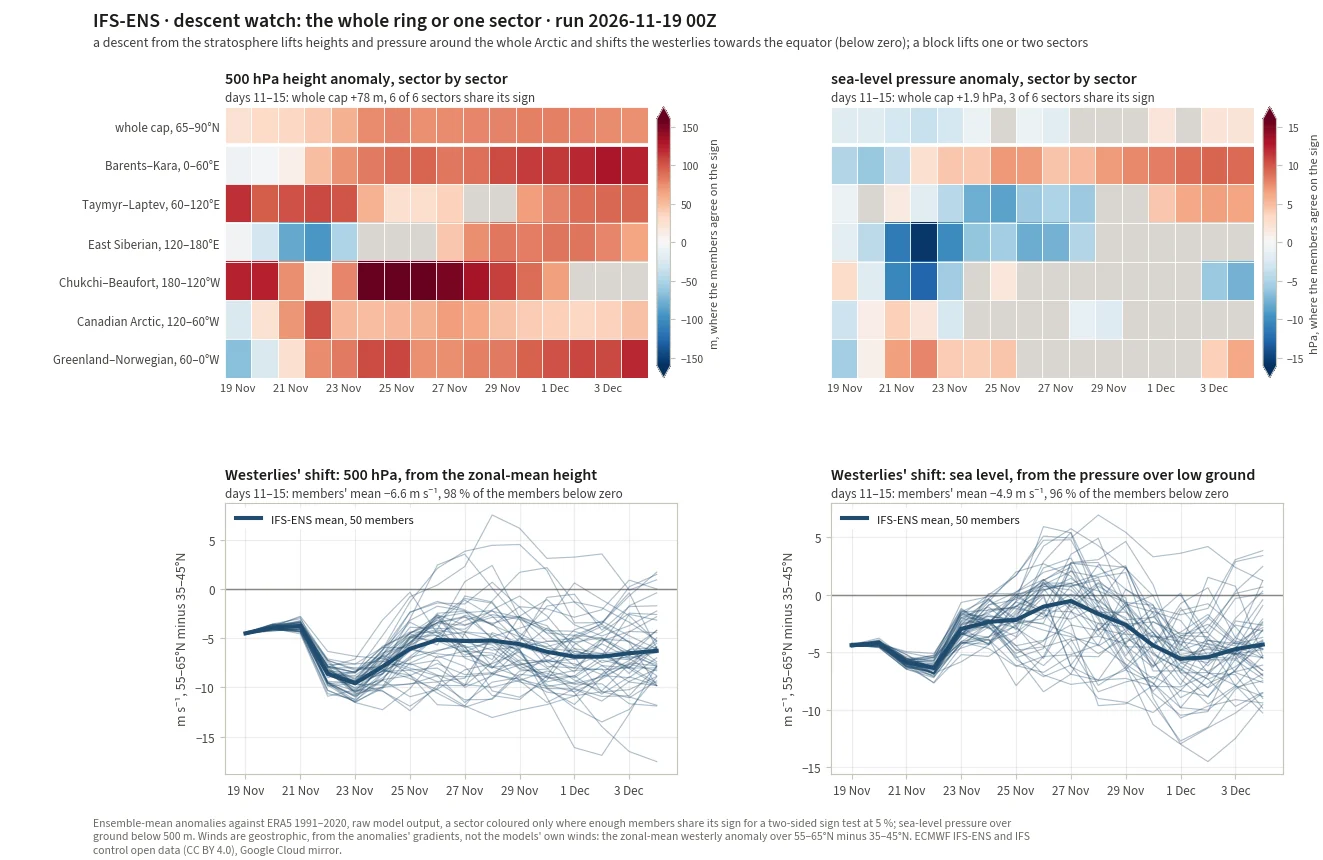 IFS-ENS · descent watch: the whole ring or one sector · run 2026-11-19 00Z
a descent from the stratosphere lifts heights and pressure around the whole Arctic and shifts the westerlies towards the equator (below zero); a block lifts one or two sectors
500 hPa height anomaly, sector by sector
days 11–15: whole cap +78 m, 6 of 6 sectors share its sign
whole cap, 65–90°N
Barents–Kara, 0–60°E
Taymyr–Laptev, 60–120°E
East Siberian, 120–180°E
Chukchi–Beaufort, 180–120°W
Canadian Arctic, 120–60°W
Greenland–Norwegian, 60–0°W
19 Nov 21 Nov 23 Nov 25 Nov 27 Nov 29 Nov 1 Dec 3 Dec
150
100
50
0
−50
−100
−150
m, where the members agree on the sign
sea-level pressure anomaly, sector by sector
days 11–15: whole cap +1.9 hPa, 3 of 6 sectors share its sign
19 Nov 21 Nov 23 Nov 25 Nov 27 Nov 29 Nov 1 Dec 3 Dec
15
10
5
0
−5
−10
−15
hPa, where the members agree on the sign
Westerlies' shift: 500 hPa, from the zonal-mean height
days 11–15: members' mean −6.6 m s⁻¹, 98 % of the members below zero
IFS-ENS mean, 50 members
m s⁻¹, 55–65°N minus 35–45°N
5
0
−5
−10
−15
19 Nov 21 Nov 23 Nov 25 Nov 27 Nov 29 Nov 1 Dec 3 Dec
Westerlies' shift: sea level, from the pressure over low ground
days 11–15: members' mean −4.9 m s⁻¹, 96 % of the members below zero
IFS-ENS mean, 50 members
m s⁻¹, 55–65°N minus 35–45°N
5
0
−5
−10
−15
19 Nov 21 Nov 23 Nov 25 Nov 27 Nov 29 Nov 1 Dec 3 Dec
Ensemble-mean anomalies against ERA5 1991–2020, raw model output, a sector coloured only where enough members share its sign for a two-sided sign test at 5 %; sea-level pressure over
ground below 500 m. Winds are geostrophic, from the anomalies' gradients, not the models' own winds: the zonal-mean westerly anomaly over 55–65°N minus 35–45°N. ECMWF IFS-ENS and IFS
control open data (CC BY 4.0), Google Cloud mirror.